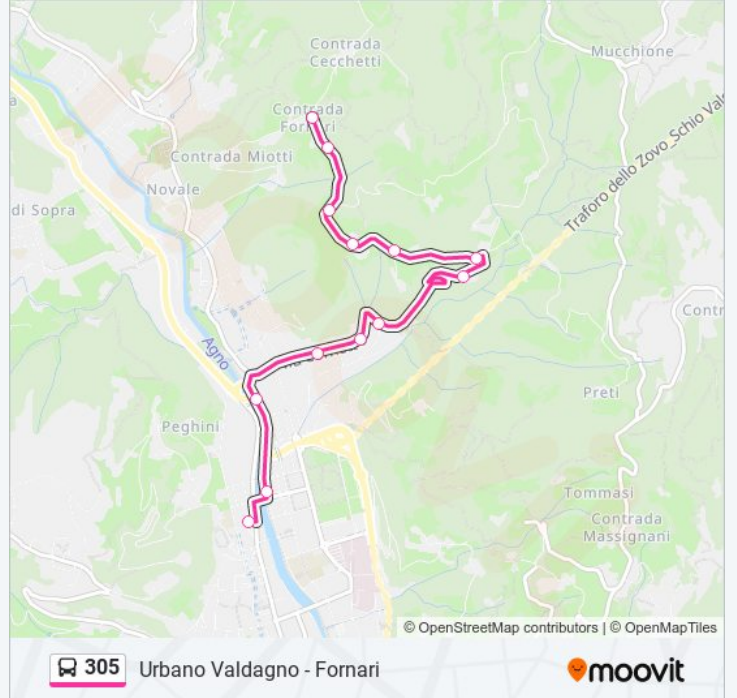 Contrada
Cecchetti
Mucchione
a
Contrada
Fornari
Traforo dello Zovo_Schio Val
Contrada Miotti
Novale
di Sopra
Contr
Agno
Preti
Peghini
Tommasi
Contrada
Massignani
© OpenStreetMap contributors | © OpenMapTiles
305 Urbano Valdagno - Fornari
moovit